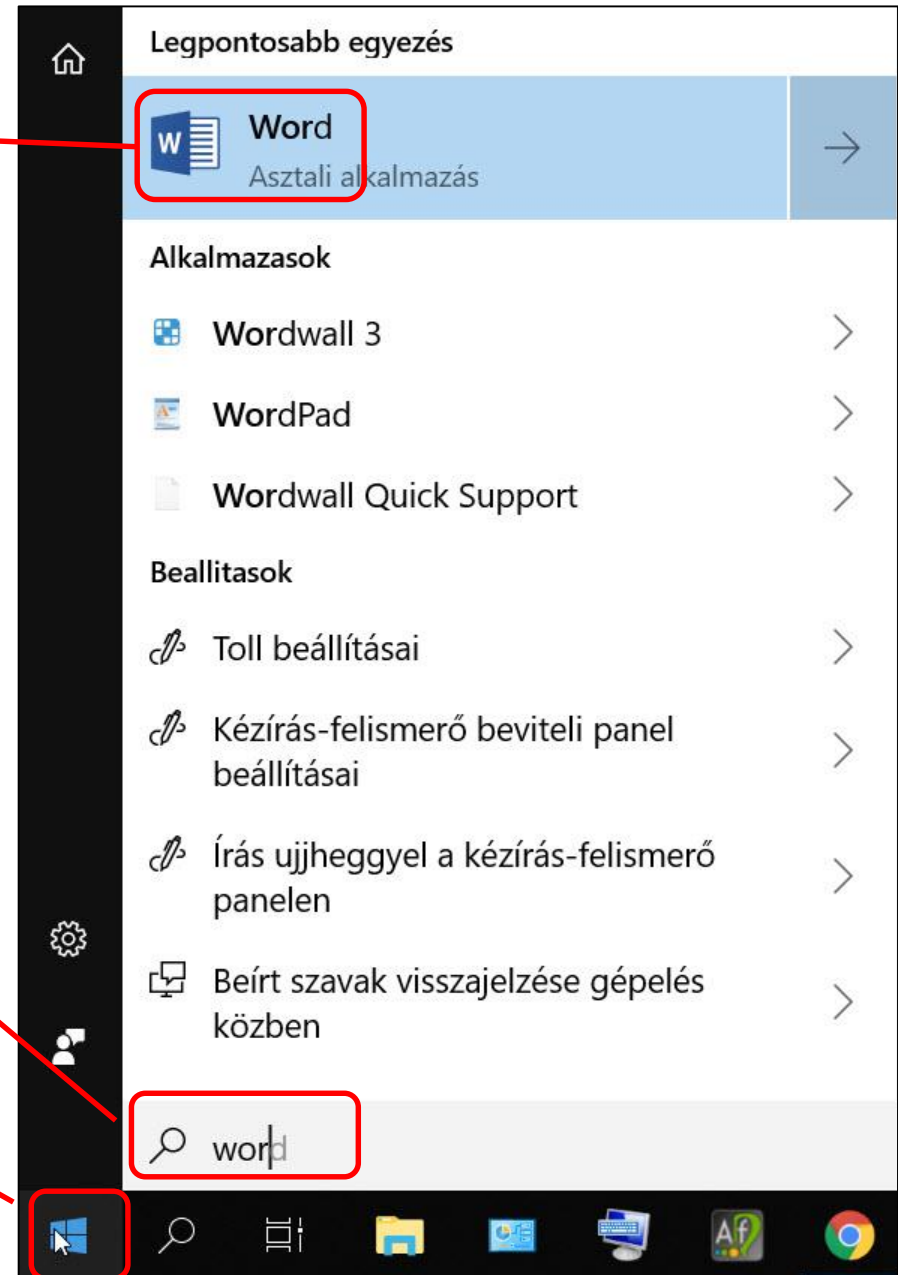 Legpontosabb egyezés
W
Word
Asztali alkalmazás
Alkalmazasok
Wordwall 3
WordPad
Wordwall Quick Support
Beallitasok
Toll beállításai
Kézírás-felismerő beviteli panel
beállításai
Írás ujjheggyel a kézírás-felismerő
panelen
Beírt szavak visszajelzése gépelés
közben
word
Af